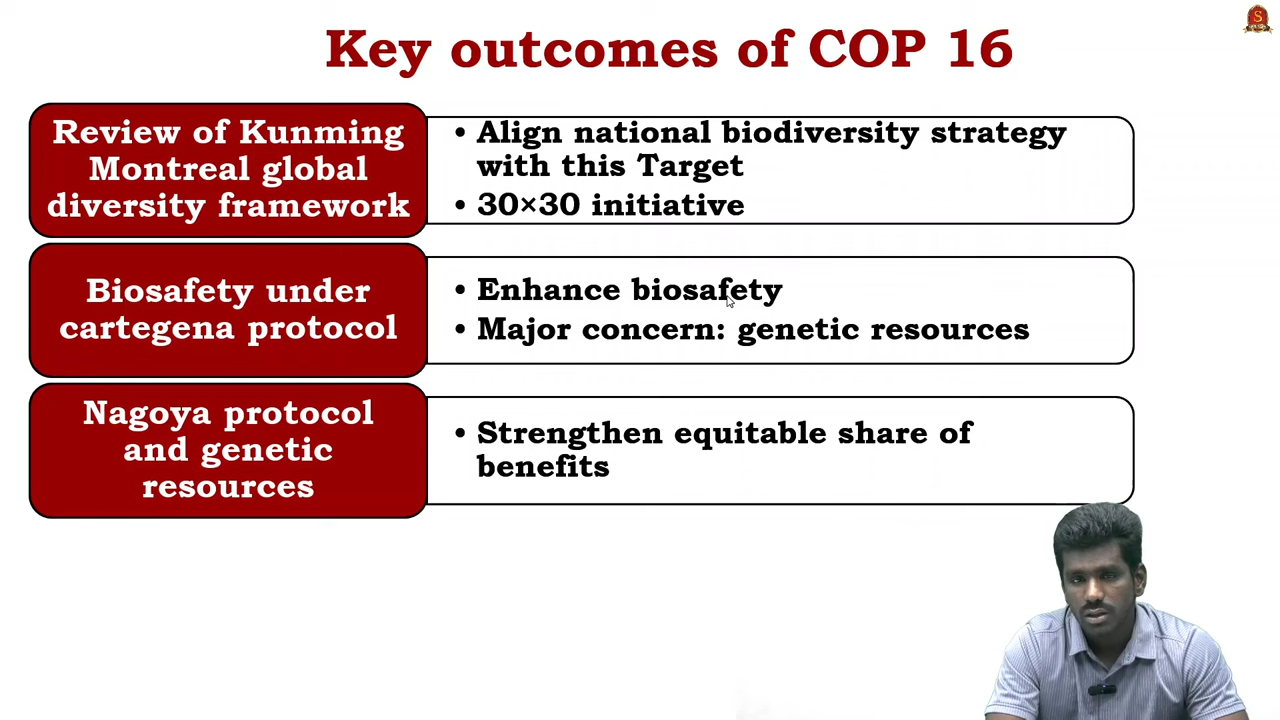 Key outcomes of COP 16
Review of Kunming
Montreal global
diversity framework
• Align national biodiversity strategy
with this Target
• 30×30 initiative
Biosafety under
cartegena protocol
• Enhance biosafety
• Major concern: genetic resources
Nagoya protocol
and genetic
resources
• Strengthen equitable share of
benefits